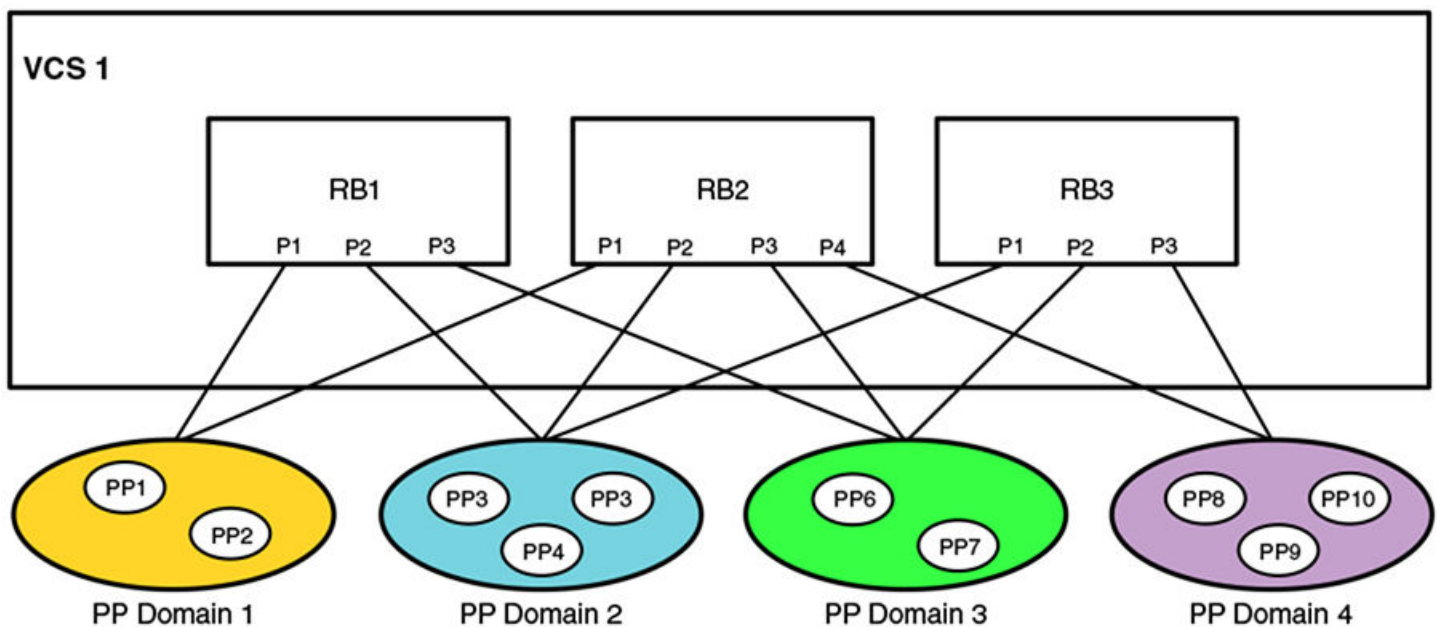 VCS 1
RB1
RB2
RB3
P1 P2 P3
P1 P2 P3 P4
P1 P2 P3
PP1
PP2
PP3
PP3
PP4
PP6
PP7
PP8
PP10
PP9
PP Domain 1
PP Domain 2
PP Domain 3
PP Domain 4